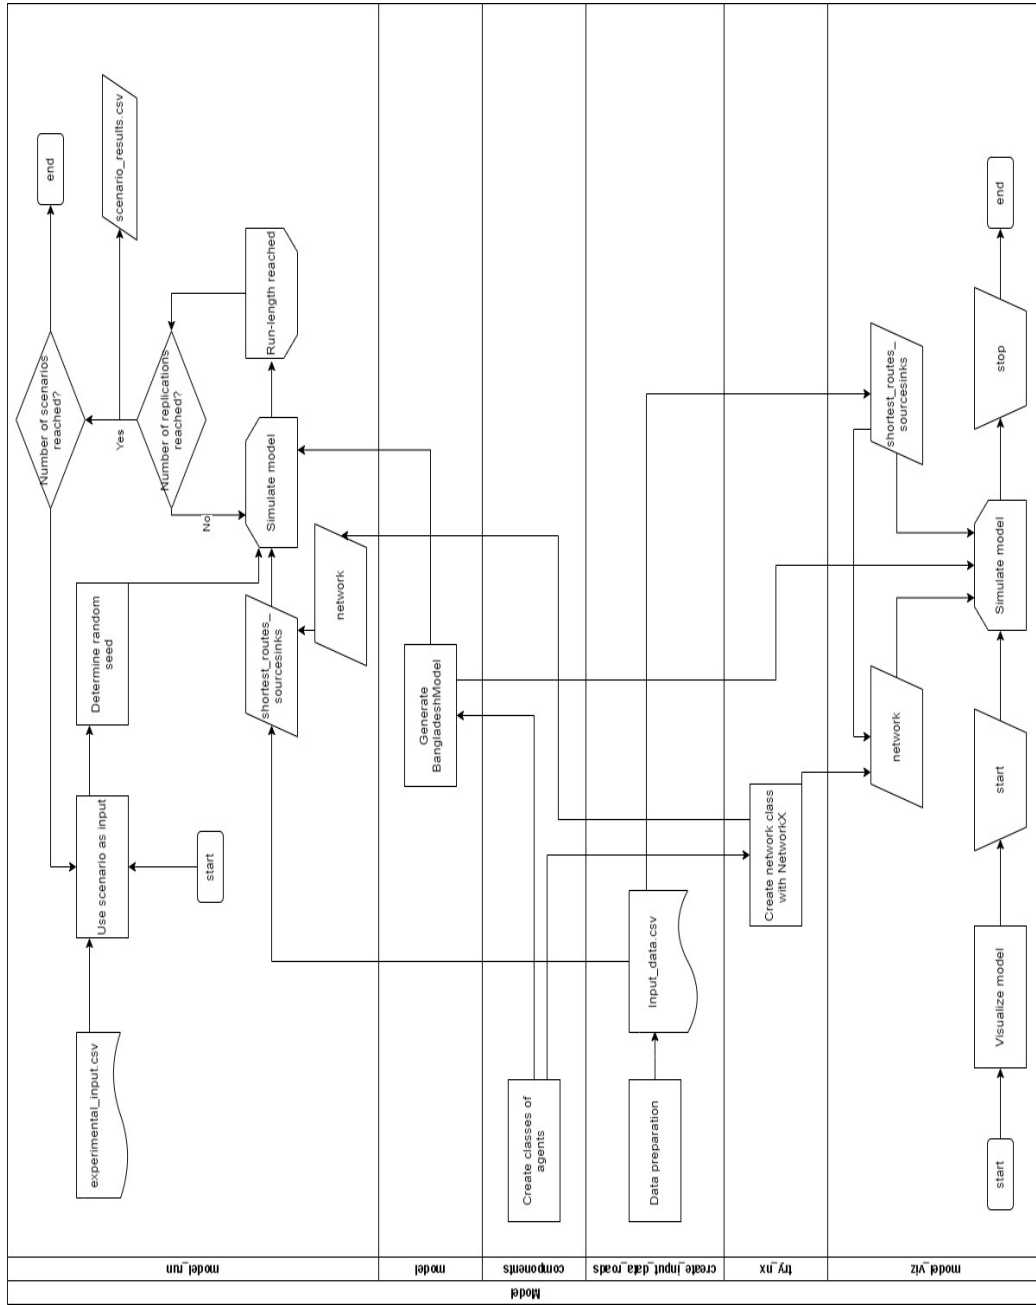 Model
model_run
experimental_input.csv
Use scenario as input
start
Determine random
seed
Number of scenarios
reached?
end
scenario_results.csv
Yes
Number of replications
reached?
No
Simulate model
Run-length reached
shortest_routes_
sourcesinks
network
model
Generate
BangladeshModel
components
Create classes of
agents
create_input_data_roads
Data preparation
Input_data.csv
try_nx
Create network class
with NetworkX
model_viz
start
Visualize model
start
network
shortest_routes_
sourcesinks
Simulate model
stop
end